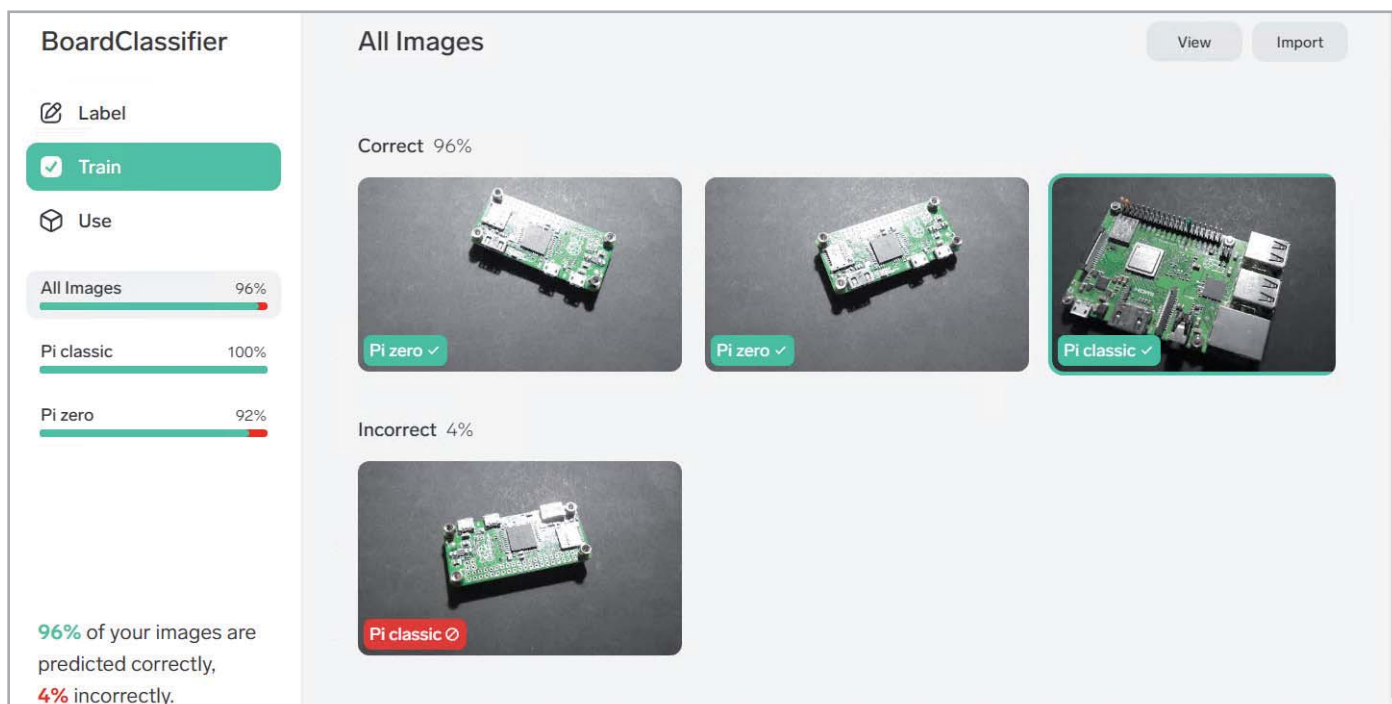 BoardClassifier
Label
Train
Use
All Images 96%
Pi classic 100%
Pi zero 92%
96% of your images are
predicted correctly,
4% incorrectly.
All Images
View Import
Correct 96%
Pi zero
Pi zero
Pi classic
Incorrect 4%
Pi classic